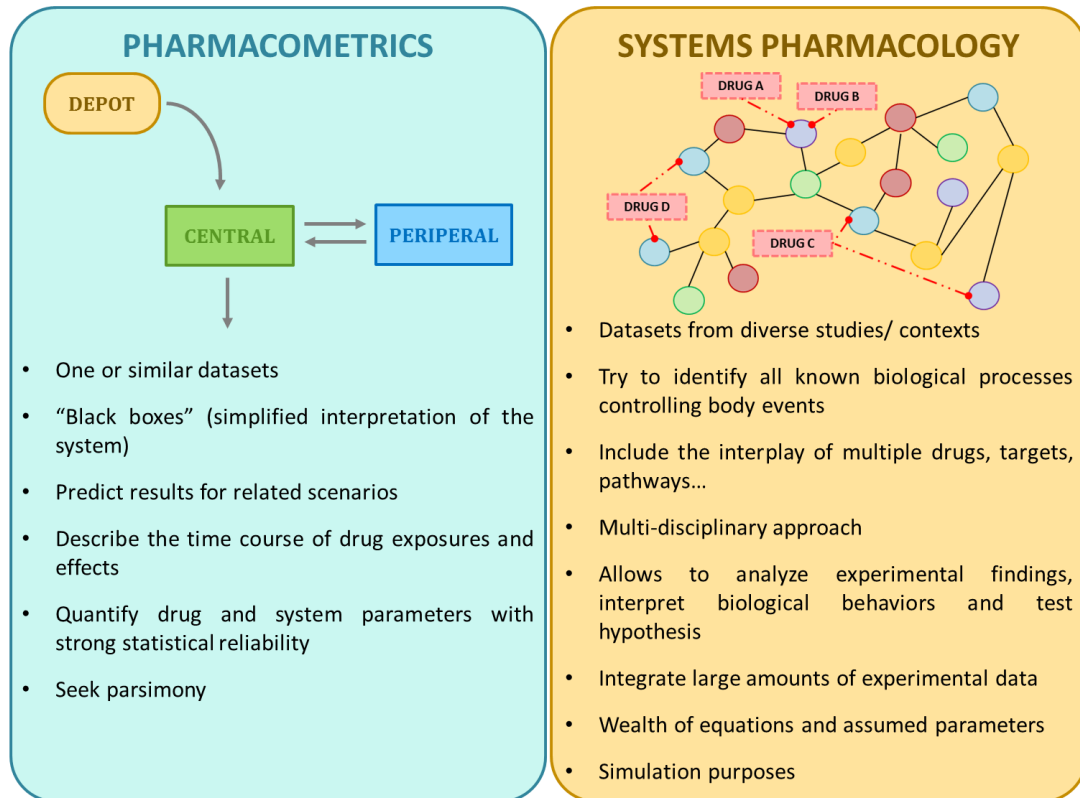 PHARMACOMETRICS
DEPOT
CENTRAL
PERIPERAL
• One or similar datasets
• “Black boxes” (simplified interpretation of the
system)
• Predict results for related scenarios
• Describe the time course of drug exposures and
effects
• Quantify drug and system parameters with
strong statistical reliability
• Seek parsimony
SYSTEMS PHARMACOLOGY
DRUG A
DRUG B
DRUG D
DRUG C
• Datasets from diverse studies/ contexts
• Try to identify all known biological processes
controlling body events
• Include the interplay of multiple drugs, targets,
pathways…
• Multi-disciplinary approach
• Allows to analyze experimental findings,
interpret biological behaviors and test
hypothesis
• Integrate large amounts of experimental data
• Wealth of equations and assumed parameters
• Simulation purposes